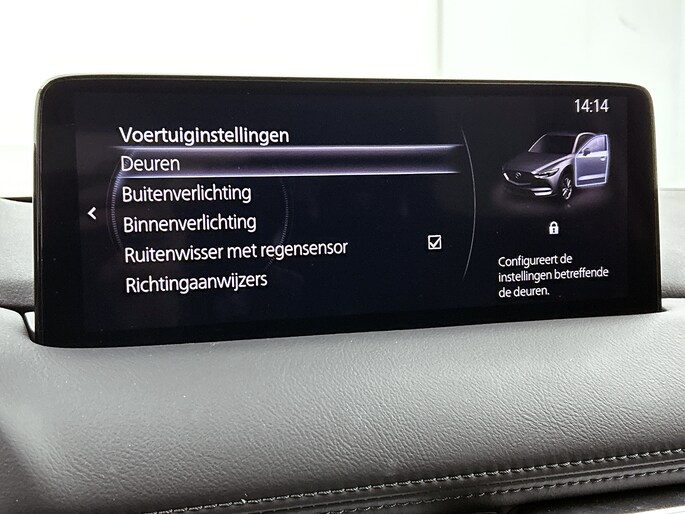 14:14
Voertuiginstellingen
Deuren
Buitenverlichting
Binnenverlichting
Ruitenwisser met regensensor
Richtingaanwijzers
Configureert de
instellingen betreffende
de deuren.